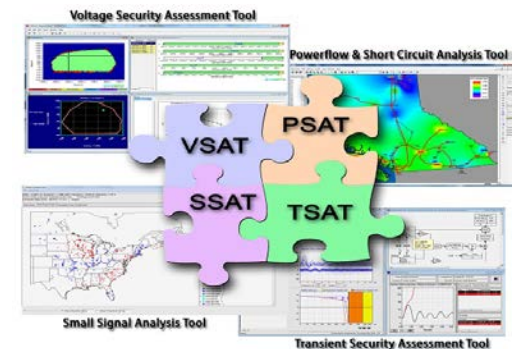 Voltage Security Assessment Tool
Powerflow & Short Circuit Analysis Tool
VSAT
PSAT
SSAT
TSAT
Small Signal Analysis Tool
Transient Security Assessment Tool